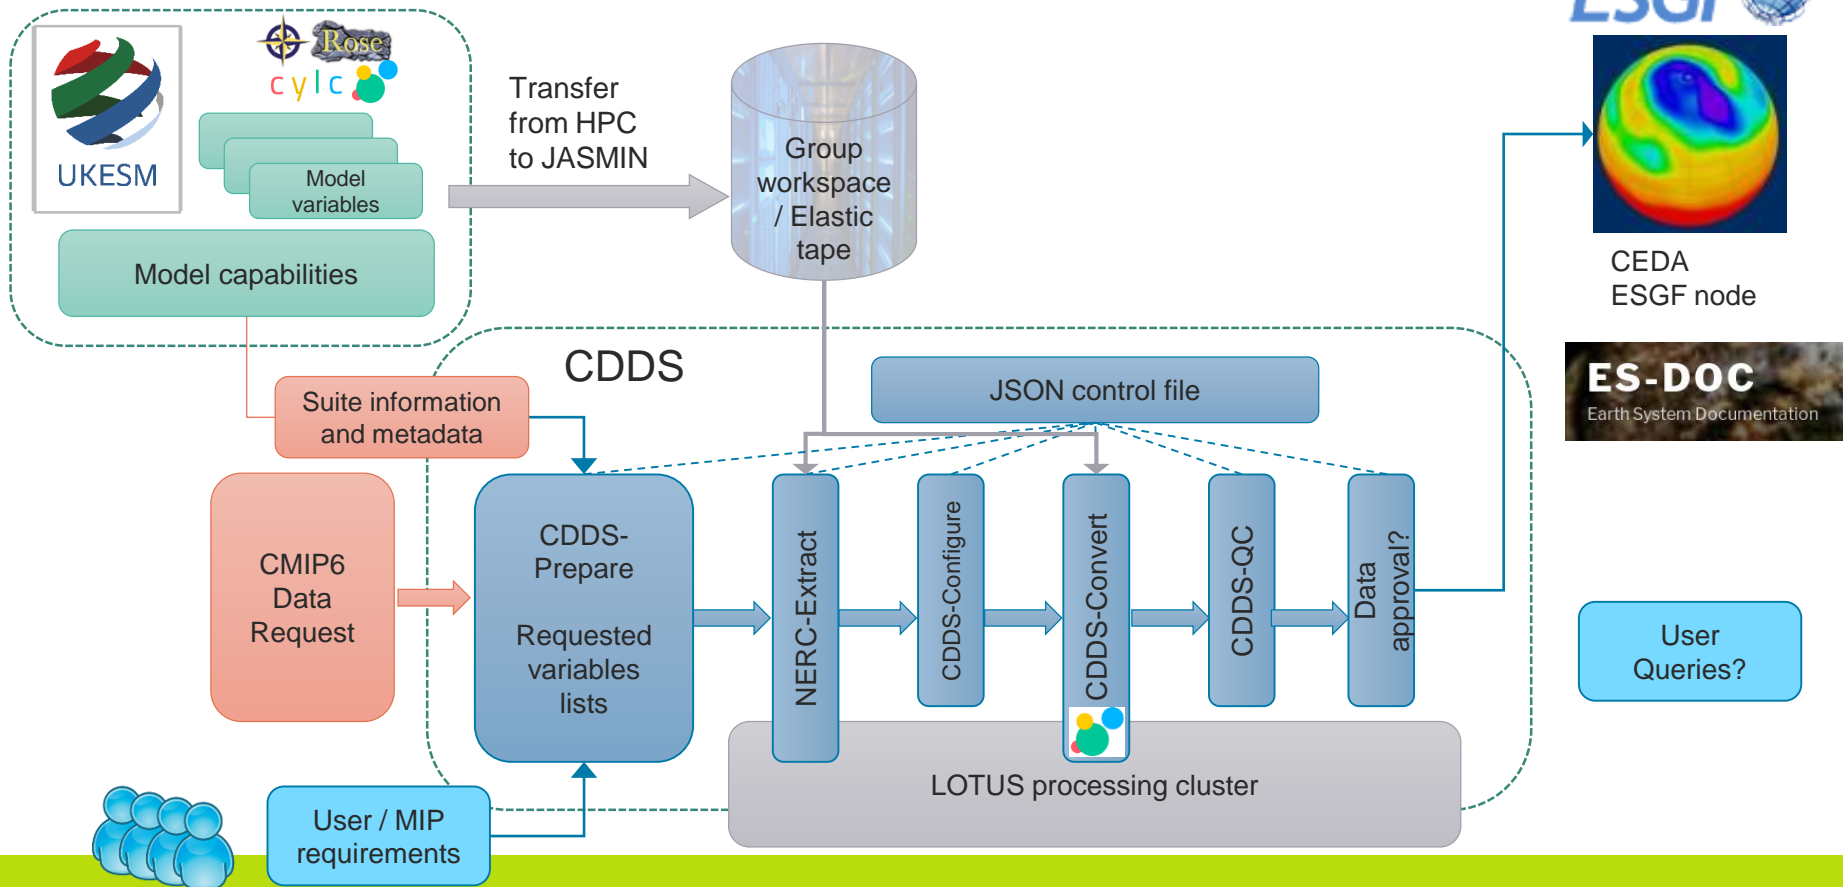 ESGF
Rose
cylc
UKESM
Model
variables
Model capabilities
Transfer
from HPC
to JASMIN
Group
workspace
/ Elastic
tape
CEDA
ESGF node
ES-DOC
Earth System Documentation
CDDS
JSON control file
Suite information
and metadata
CMIP6
Data
Request
CDDS-
Prepare
Requested
variables
lists
NERC-Extract
CDDS-Configure
CDDS-Convert
CDDS-QC
Data
approval?
User
Queries?
LOTUS processing cluster
User / MIP
requirements